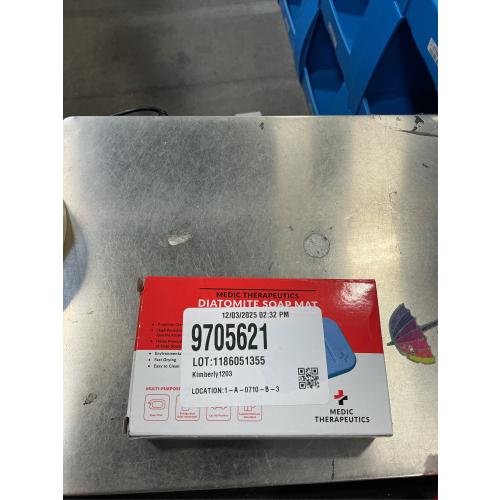 MEDIC THERAPEUTICS
DIATOMITE SOAP MAT
12/03/2025 02:32 PM
9705621
LOT:1186051355
Kimberly1203
LOCATION:1-A-0710-B-3
• Environmenta
• Fast Drying
• Easy to Clean
MULTI-PURPOSE
MEDIC
THERAPEUTICS